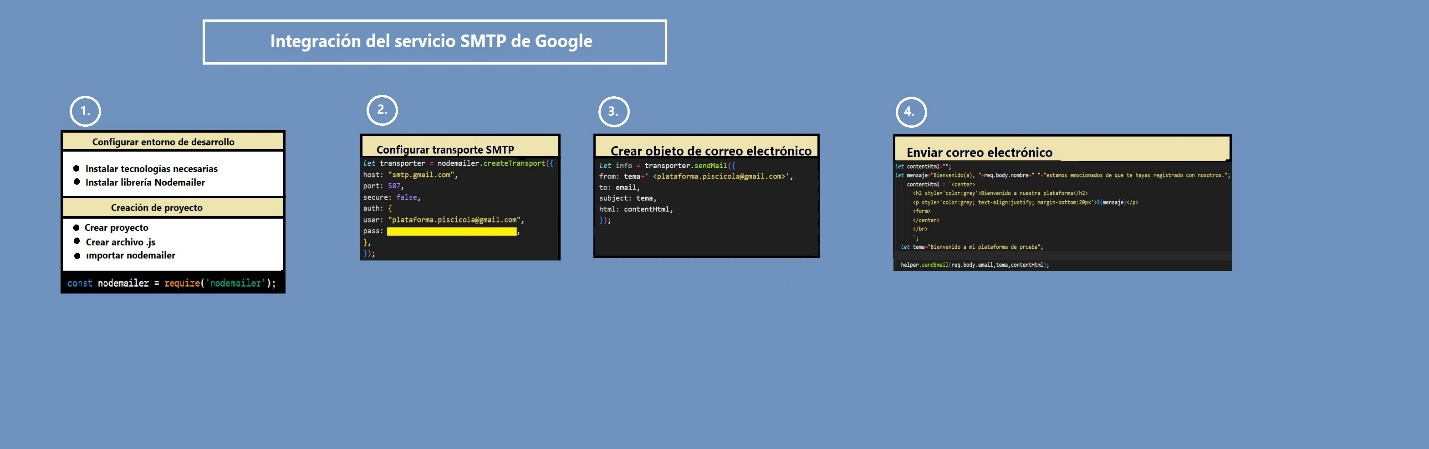 Integración del servicio SMTP de Google
1.
Configurar entorno de desarrollo
Instalar tecnologías necesarias
Instalar librería Nodemailer
Creación de proyecto
Crear proyecto
Crear archivo .js
Importar nodemailer
const nodemailer = require('nodemailer');
2.
Configurar transporte SMTP
let transporter = nodemailer.createTransport({
host: "smtp.gmail.com",
port: 587,
secure: false,
auth: {
user: "plataforma.piscicola@gmail.com",
pass: ,
},
});
3.
Crear objeto de correo electrónico
let info = transporter.sendMail({
from: tema+' <plataforma.piscicola@gmail.com>',
to: email,
subject: tema,
html: contentHtml,
});
4.
Enviar correo electrónico
let contentHtml="";
let mensaje="Bienvenido(a), "+req.body.nombre+" "+"estamos emocionados de que te hayas registrado con nosotros.";
contentHtml = `<center>
<h2 style='color:grey'>Bienvenido a nuestra plataforma</h2>
<p style='color:grey; text-align:justify; margin-bottom:20px'>${mensaje}</p>
<form>
</center>
</br>
`;
let tema="Bienvenido a mi plataforma de prueba";
helper.sendEmail(req.body.email,tema,contentHtml);